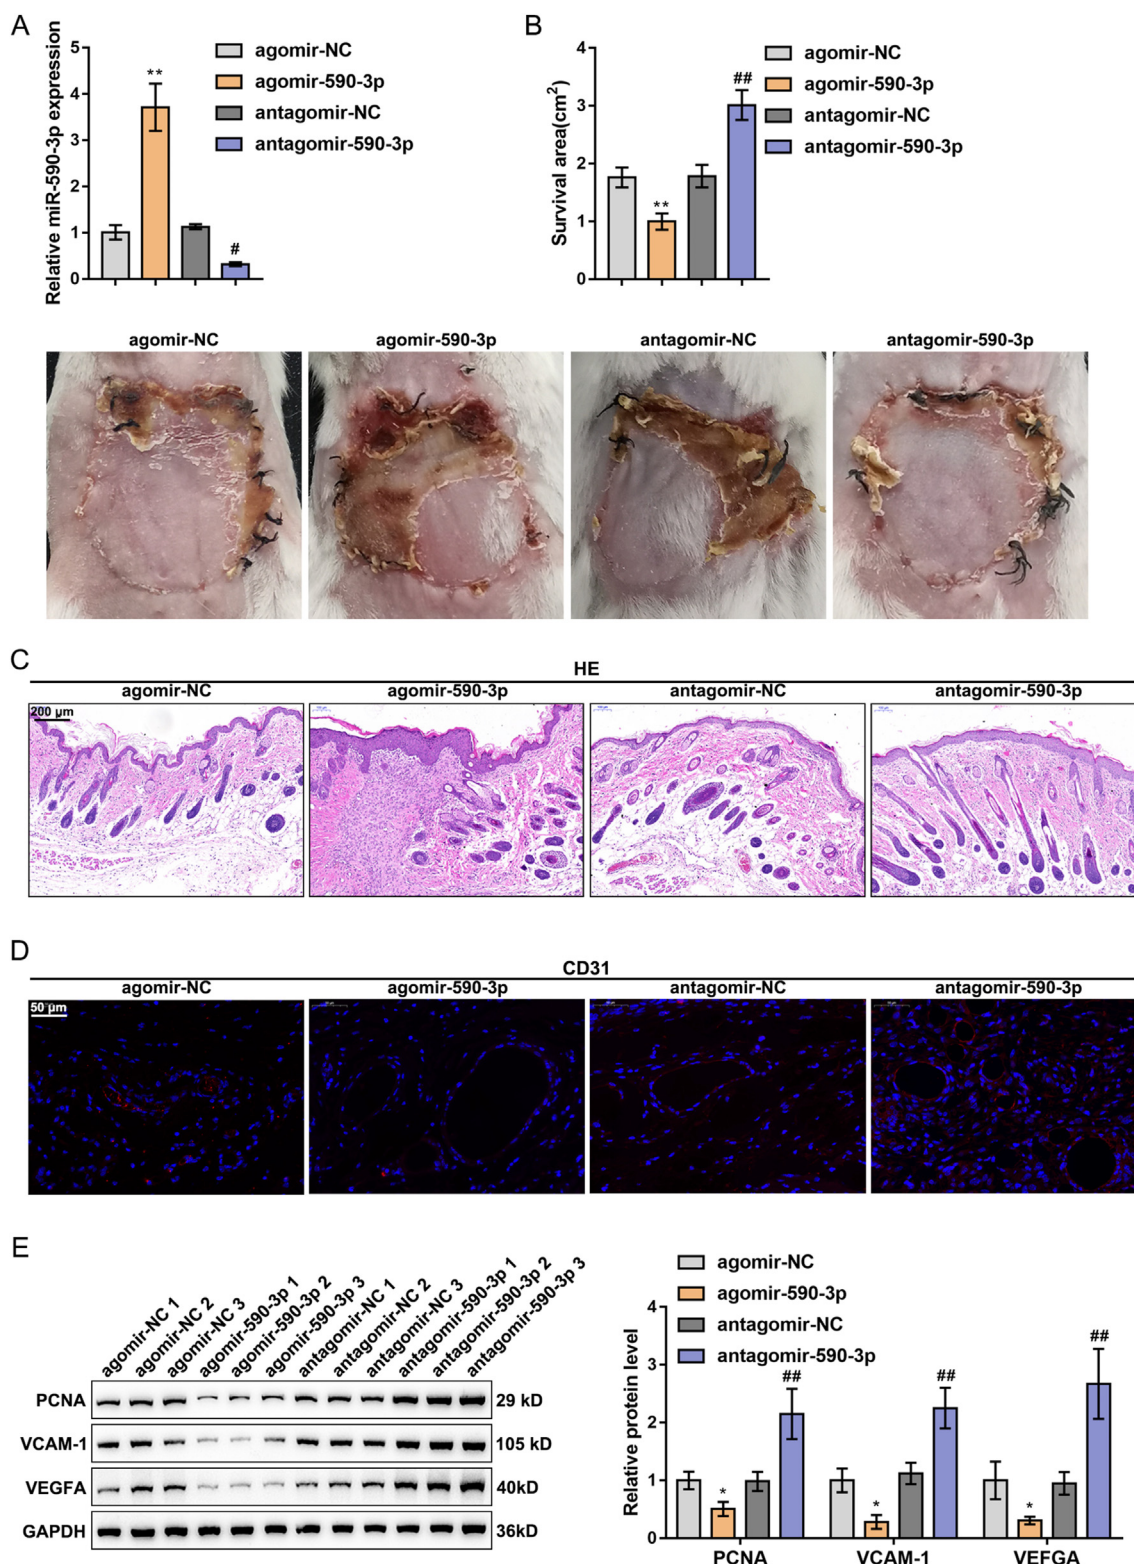 A
Relative miR-590-3p expression
5
4
3
2
1
0
**
#
agomir-NC
agomir-590-3p
antagomir-NC
antagomir-590-3p
B
Survival area(cm2)
4
3
2
1
0
**
##
agomir-NC
agomir-590-3p
antagomir-NC
antagomir-590-3p
agomir-NC
agomir-590-3p
antagomir-NC
antagomir-590-3p
C
HE
agomir-NC
agomir-590-3p
antagomir-NC
antagomir-590-3p
200 µm
D
CD31
agomir-NC
agomir-590-3p
antagomir-NC
antagomir-590-3p
50 µm
E
agomir-NC 1
agomir-NC 2
agomir-NC 3
agomir-590-3p 1
agomir-590-3p 2
agomir-590-3p 3
antagomir-NC 1
antagomir-NC 2
antagomir-NC 3
antagomir-590-3p 1
antagomir-590-3p 2
antagomir-590-3p 3
PCNA 29 kD
VCAM-1 105 kD
VEGFA 40kD
GAPDH 36kD
agomir-NC
agomir-590-3p
antagomir-NC
antagomir-590-3p
Relative protein level
4
3
2
1
0
*
##
*
##
*
##
PCNA VCAM-1 VEFGA